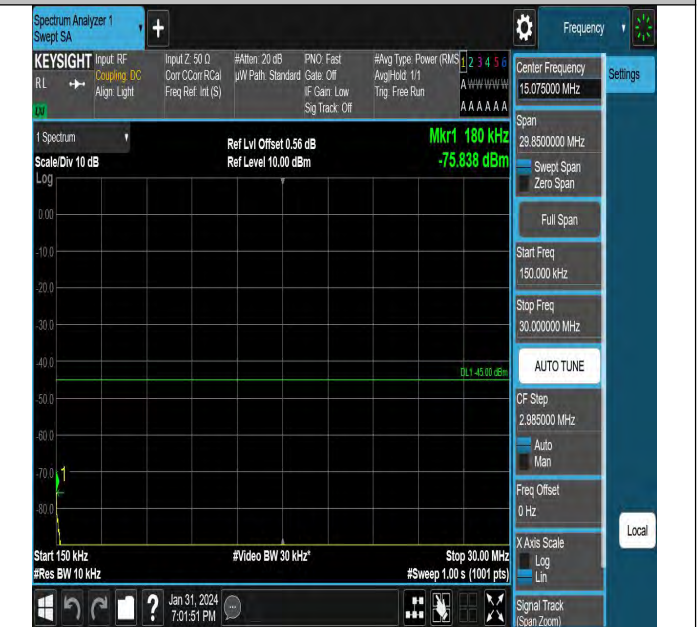 Spectrum Analyzer 1
Swept SA
+
Frequency
KEYSIGHT
RL
Input: RF
Coupling: DC
Align: Light
Input Z: 50 Ω
Corr CCorr RCal
Freq Ref: Int (S)
#Atten: 20 dB
µW Path: Standard
PNO: Fast
Gate: Off
IF Gain: Low
Sig Track: Off
#Avg Type: Power (RMS
Avg|Hold: 1/1
Trig: Free Run
1 2 3 4 5 6
A W W W W W
A A A A A A
1 Spectrum
Scale/Div 10 dB
Log
Ref Lvl Offset 0.56 dB
Ref Level 10.00 dBm
Mkr1 180 kHz
-75.838 dBm
0.00
-10.0
-20.0
-30.0
-40.0
DL1 -45.00 dBm
-50.0
-60.0
-70.0
1
-80.0
Start 150 kHz
#Video BW 30 kHz*
Stop 30.00 MHz
#Res BW 10 kHz
#Sweep 1.00 s (1001 pts)
?
Jan 31, 2024
7:01:51 PM
Center Frequency
15.075000 MHz
Settings
Span
29.8500000 MHz
Swept Span
Zero Span
Full Span
Start Freq
150.000 kHz
Stop Freq
30.000000 MHz
AUTO TUNE
CF Step
2.985000 MHz
Auto
Man
Freq Offset
0 Hz
X Axis Scale
Log
Lin
Local
Signal Track
(Span Zoom)